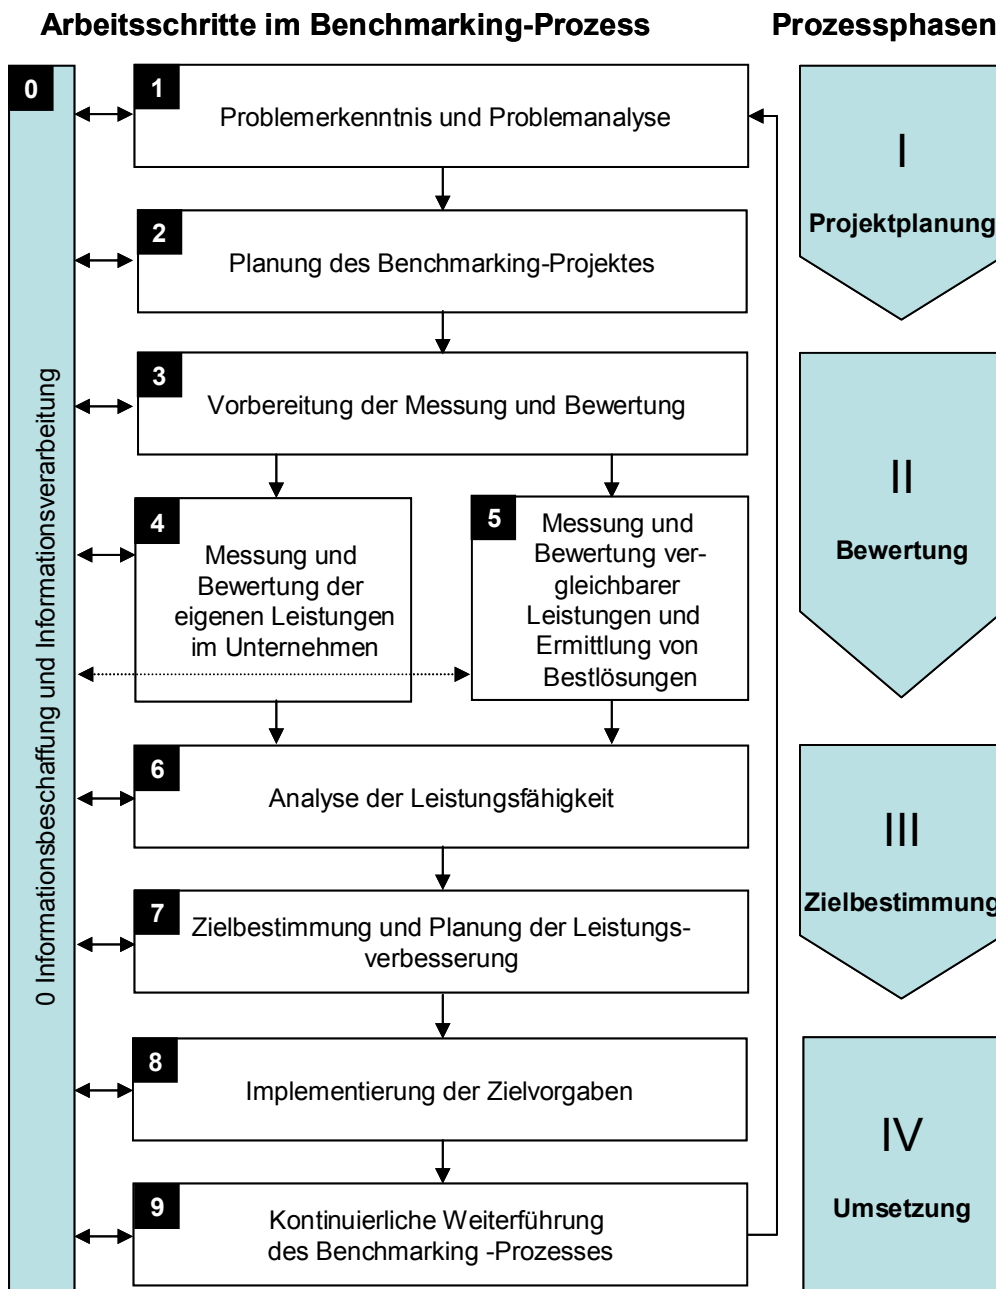 Arbeitsschritte im Benchmarking-Prozess
Prozessphasen
0
0 Informationsbeschaffung und Informationsverarbeitung
1
Problemerkenntnis und Problemanalyse
2
Planung des Benchmarking-Projektes
3
Vorbereitung der Messung und Bewertung
4
Messung und
Bewertung der
eigenen Leistungen
im Unternehmen
5
Messung und
Bewertung ver-
gleichbarer
Leistungen und
Ermittlung von
Bestlösungen
6
Analyse der Leistungsfähigkeit
7
Zielbestimmung und Planung der Leistungs-
verbesserung
8
Implementierung der Zielvorgaben
9
Kontinuierliche Weiterführung
des Benchmarking -Prozesses
I
Projektplanung
II
Bewertung
III
Zielbestimmung
IV
Umsetzung